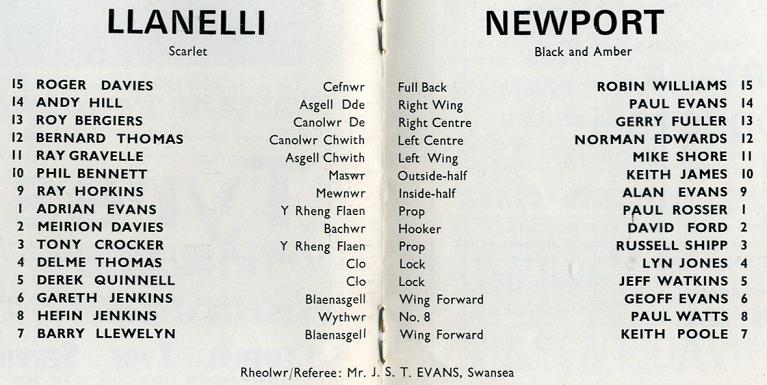 LLANELLI
Scarlet
15 ROGER DAVIES Cefnwr
14 ANDY HILL Asgell Dde
13 ROY BERGIERS Canolwr De
12 BERNARD THOMAS Canolwr Chwith
11 RAY GRAVELLE Asgell Chwith
10 PHIL BENNETT Maswr
9 RAY HOPKINS Mewnwr
1 ADRIAN EVANS Y Rheng Flaen
2 MEIRION DAVIES Bachwr
3 TONY CROCKER Y Rheng Flaen
4 DELME THOMAS Clo
5 DEREK QUINNELL Clo
6 GARETH JENKINS Blaenasgell
8 HEFIN JENKINS Wythwr
7 BARRY LLEWELYN Blaenasgell
NEWPORT
Black and Amber
Full Back ROBIN WILLIAMS 15
Right Wing PAUL EVANS 14
Right Centre GERRY FULLER 13
Left Centre NORMAN EDWARDS 12
Left Wing MIKE SHORE 11
Outside-half KEITH JAMES 10
Inside-half ALAN EVANS 9
Prop PAUL ROSSER 1
Hooker DAVID FORD 2
Prop RUSSELL SHIPP 3
Lock LYN JONES 4
Lock JEFF WATKINS 5
Wing Forward GEOFF EVANS 6
No. 8 PAUL WATTS 8
Wing Forward KEITH POOLE 7
Rheolwr/Referee: Mr. J. S. T. EVANS, Swansea